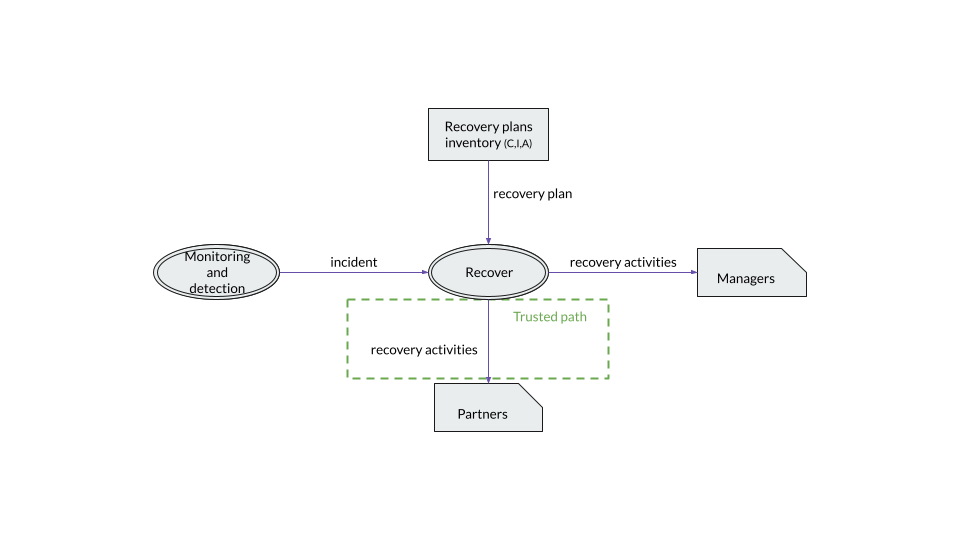 Recovery plans
inventory (C,I,A)
recovery plan
Monitoring
and
detection
incident
Recover
recovery activities
Managers
Trusted path
recovery activities
Partners